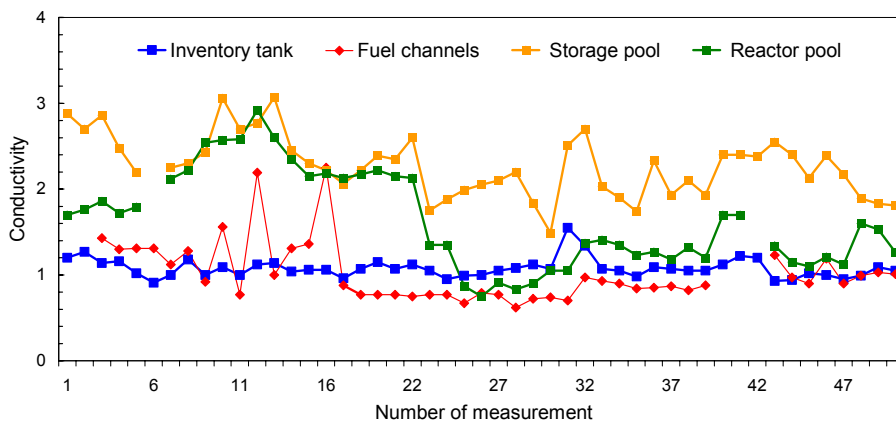 4
Inventory tank Fuel channels Storage pool Reactor pool
3
2
1
0
Conductivity
1 6 11 16 22 27 32 37 42 47
Number of measurement